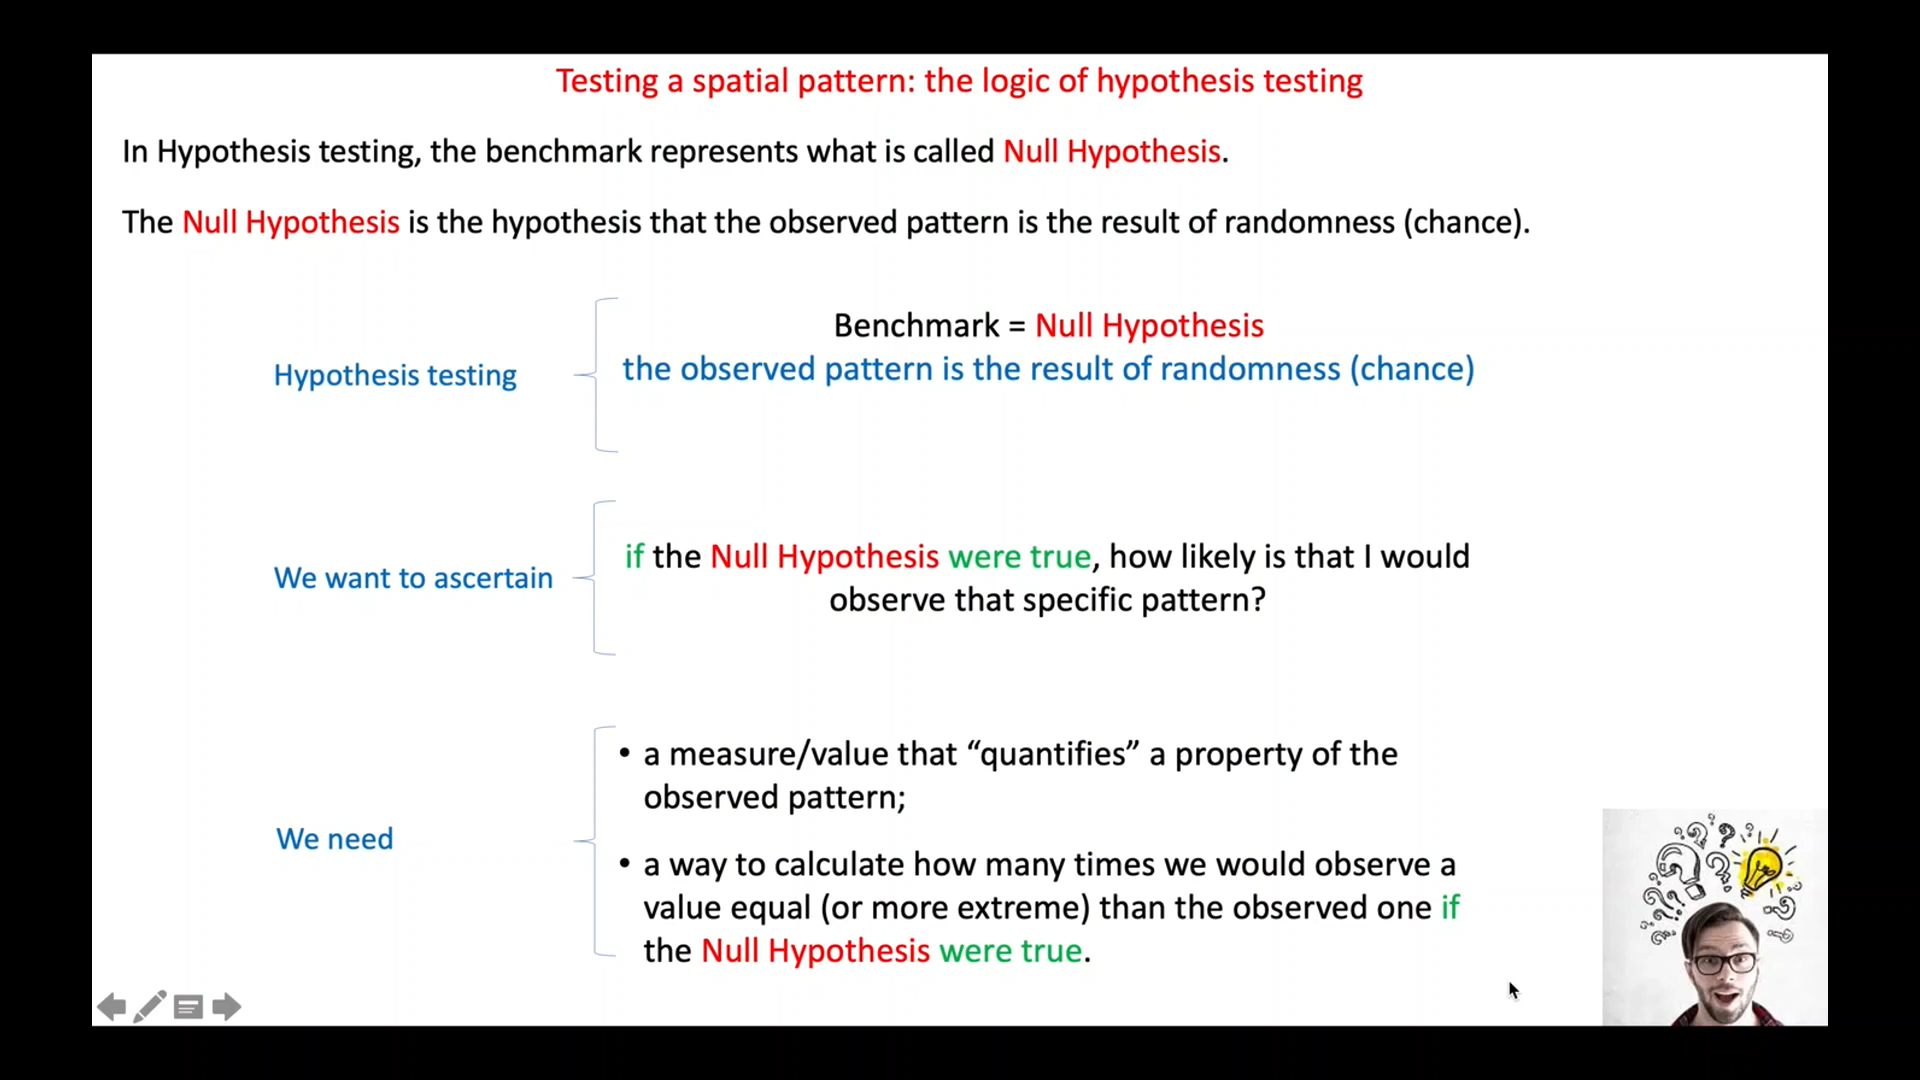 Testing a spatial pattern: the logic of hypothesis testing
In Hypothesis testing, the benchmark represents what is called Null Hypothesis.
The Null Hypothesis is the hypothesis that the observed pattern is the result of randomness (chance).
Hypothesis testing
Benchmark = Null Hypothesis
the observed pattern is the result of randomness (chance)
We want to ascertain
if the Null Hypothesis were true, how likely is that I would
observe that specific pattern?
We need
• a measure/value that “quantifies” a property of the
observed pattern;
• a way to calculate how many times we would observe a
value equal (or more extreme) than the observed one if
the Null Hypothesis were true.